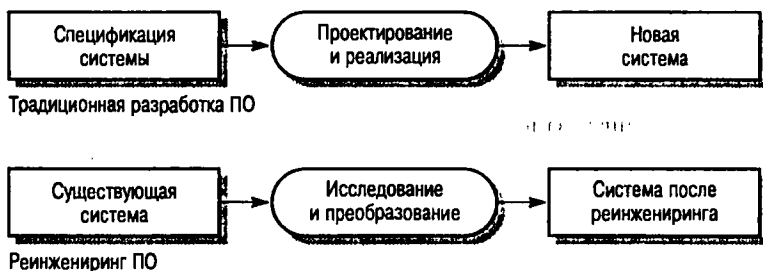 Спецификация
системы
Проектирование
и реализация
Новая
система
Традиционная разработка ПО
Существующая
система
Исследование
и преобразование
Система после
реинжениринга
Реинжениринг ПО